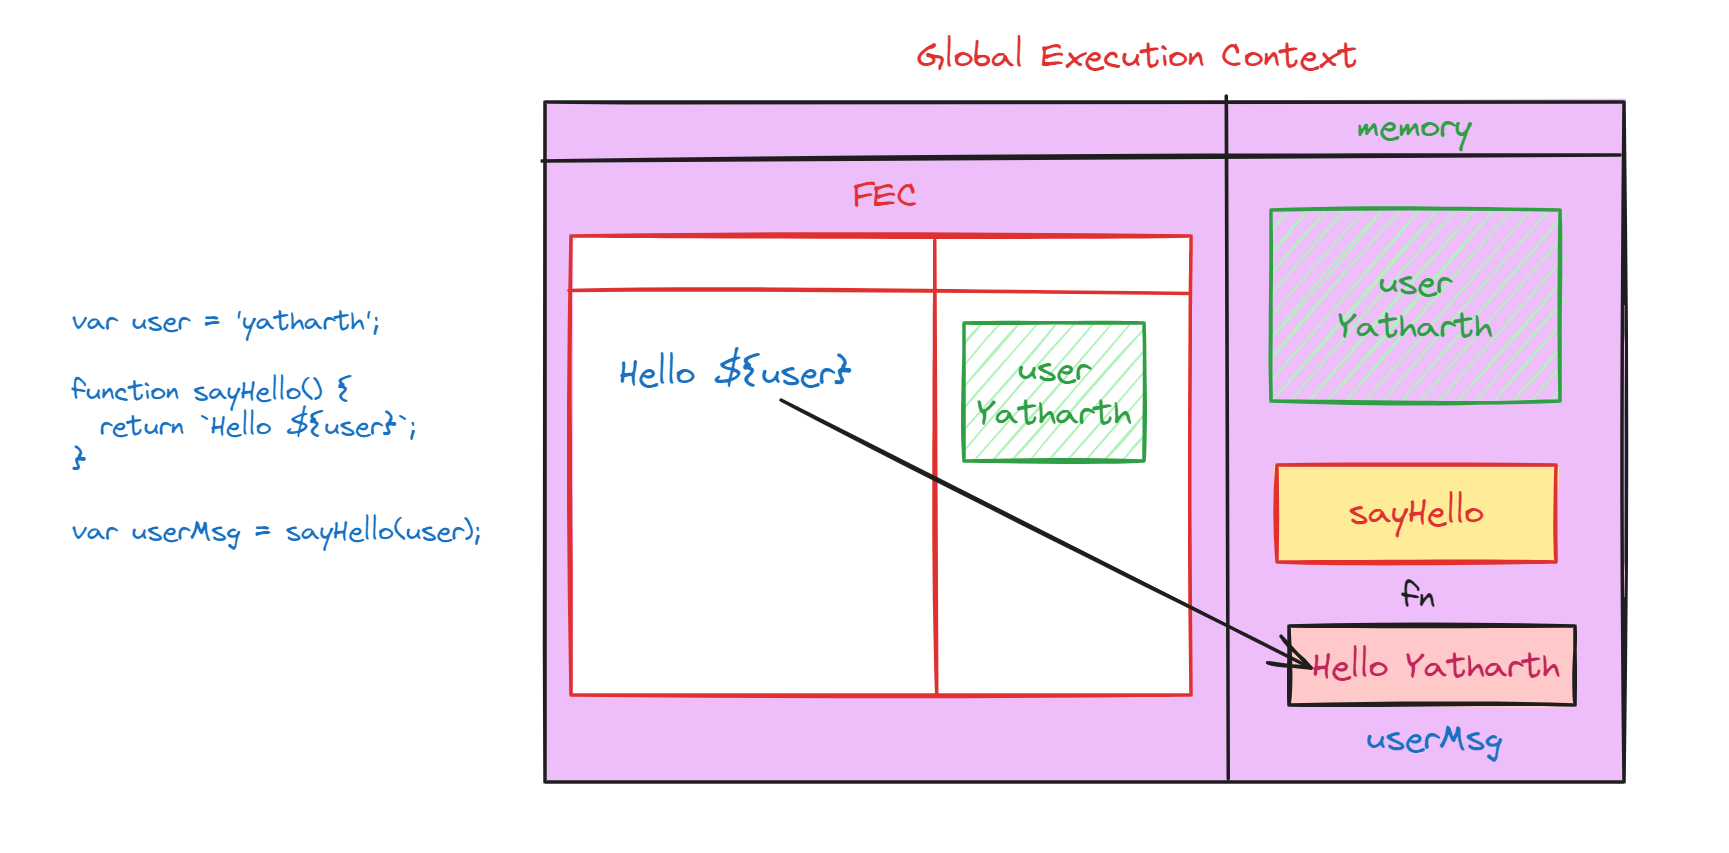 Global Execution Context
memory
FEC
var user = 'yatharth';
function sayHello() {
return `Hello ${user}`;
}
var userMsg = sayHello(user);
Hello ${user}
user
Yatharth
user
Yatharth
sayHello
fn
Hello Yatharth
userMsg